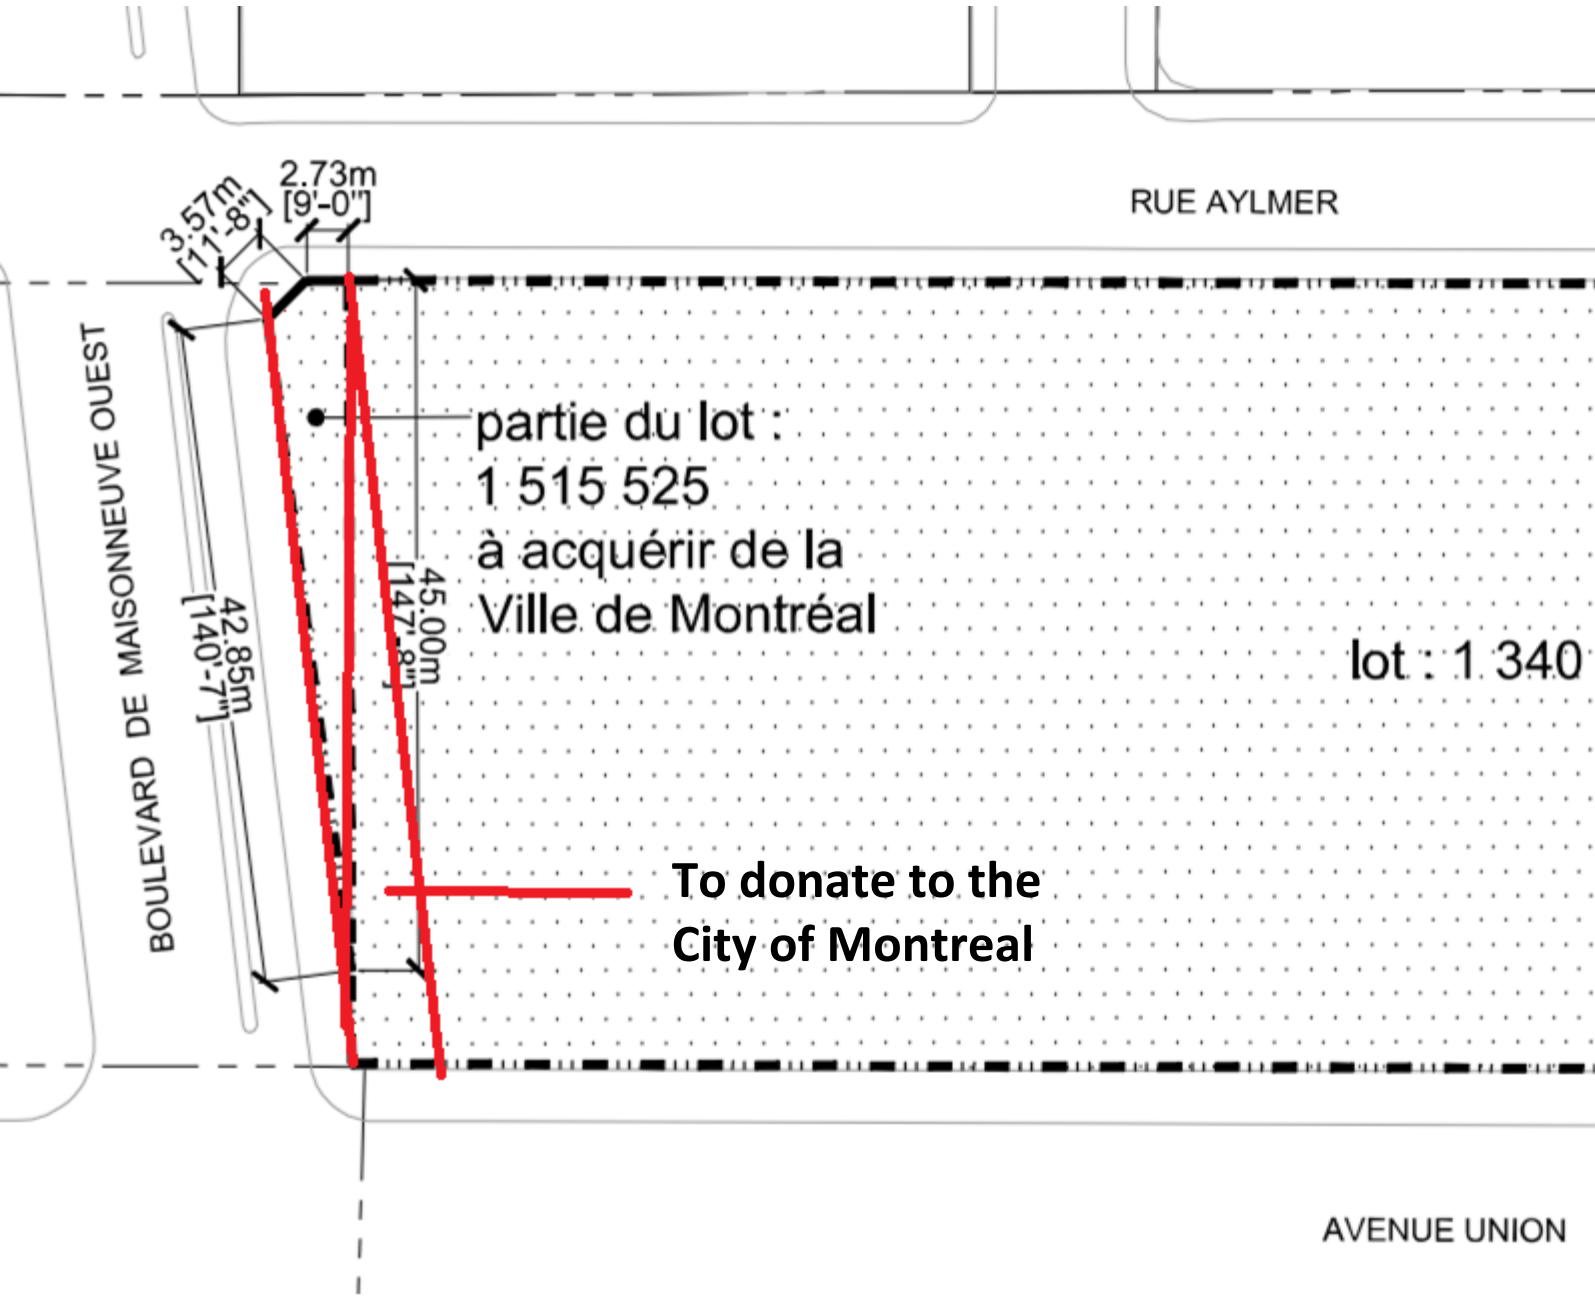 2.73m
[9'-0"]
3.57m
[11'-8"]
RUE AYLMER
BOULEVARD DE MAISONNEUVE OUEST
partie du lot :
1 515 525
à acquérir de la
Ville de Montréal
45.00m
[147'-8"]
42.85m
[140'-7"]
lot : 1 340
To donate to the
City of Montreal
AVENUE UNION